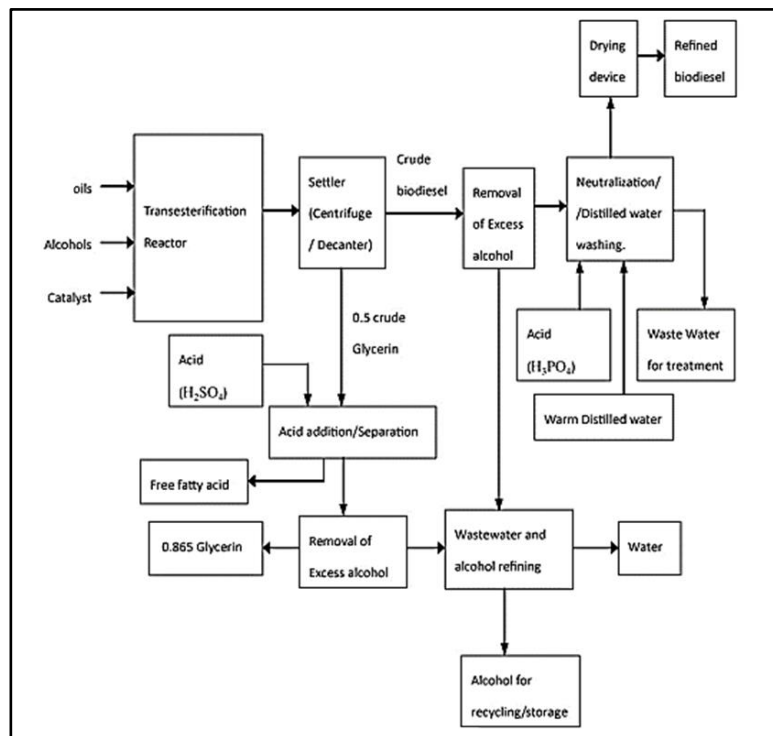 Drying
device
Refined
biodiesel
oils
Alcohols
Catalyst
Transesterification
Reactor
Settler
(Centrifuge
/ Decanter)
Crude
biodiesel
Removal
of Excess
alcohol
Neutralization/
/Distilled water
washing.
0.5 crude
Glycerin
Acid
(H₂SO₄)
Acid
(H₃PO₄)
Waste Water
for treatment
Warm Distilled water
Acid addition/Separation
Free fatty acid
0.865 Glycerin
Removal of
Excess alcohol
Wastewater and
alcohol refining
Water
Alcohol for
recycling/storage